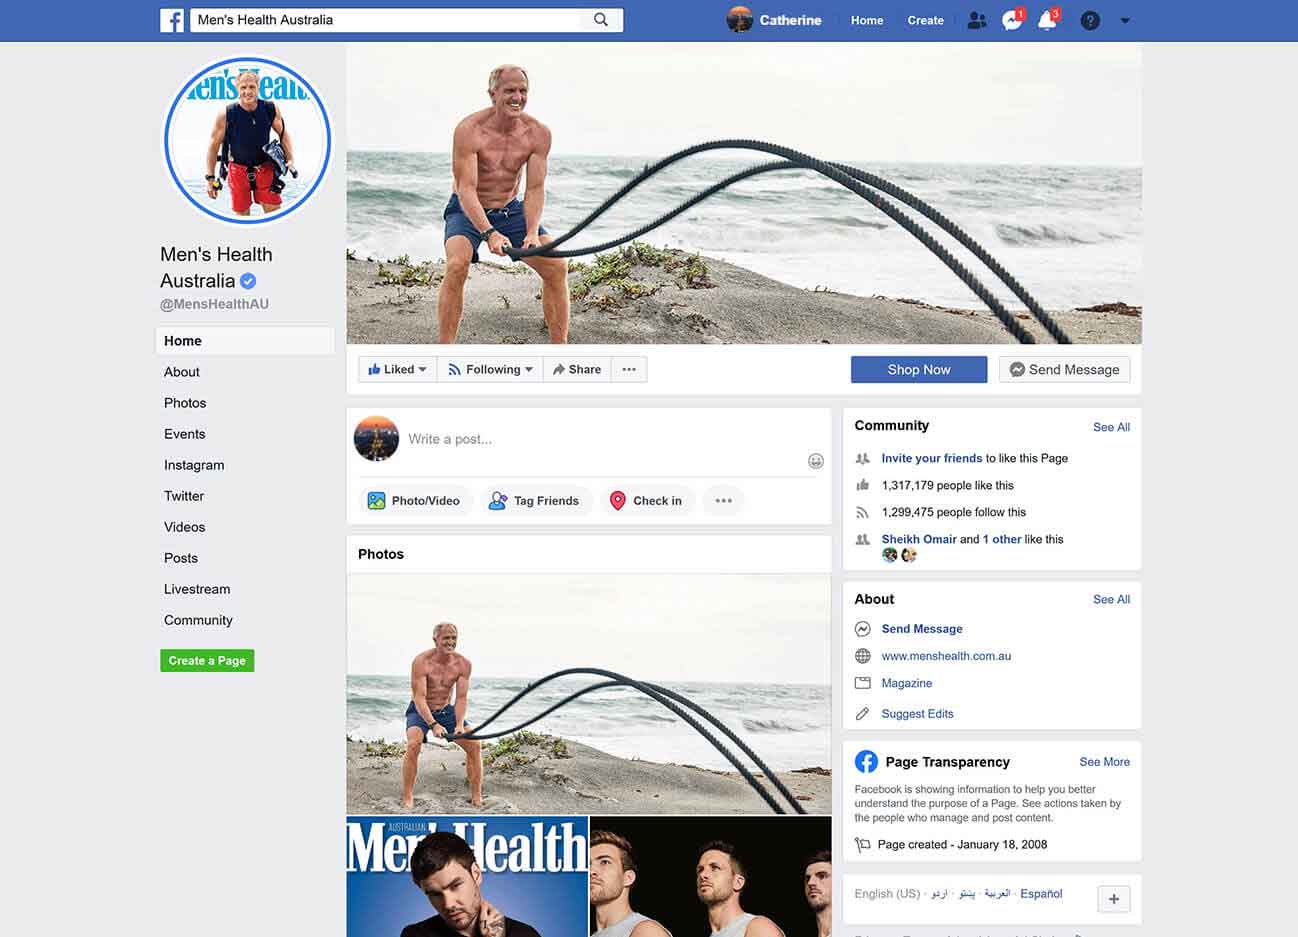 Men's Health Australia
Catherine
Home
Create
1
3
?
en's Healt
Men's Health
Australia
@MensHealthAU
Home
About
Photos
Events
Instagram
Twitter
Videos
Posts
Livestream
Community
Create a Page
Liked
Following
Share
Shop Now
Send Message
Write a post...
Photo/Video
Tag Friends
Check in
Photos
AUSTRALIAN
Men's Health
Community
See All
Invite your friends to like this Page
1,317,179 people like this
1,299,475 people follow this
Sheikh Omair and 1 other like this
About
See All
Send Message
www.menshealth.com.au
Magazine
Suggest Edits
Page Transparency
See More
Facebook is showing information to help you better
understand the purpose of a Page. See actions taken by
the people who manage and post content.
Page created - January 18, 2008
English (US) · اردو · پښتو · العربية · Español